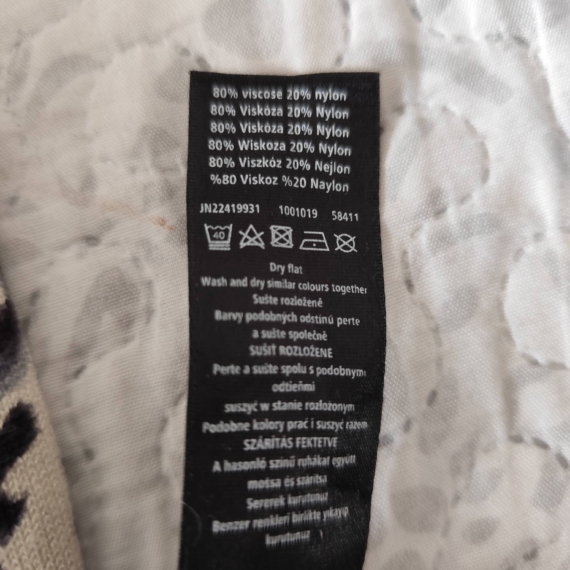 80% viscose 20% nylon
80% Viskóza 20% Nylon
80% Viskóza 20% Nylon
80% Wiskoza 20% Nylon
80% Viszkóz 20% Nejlon
%80 Viskoz %20 Naylon
JN22419931 1001019 58411
40
Dry flat
Wash and dry similar colours together
Sušte rozložené
Barvy podobných odstínů perte
a sušte společně
SUŠIŤ ROZLOŽENÉ
Perte a sušte spolu s podobnymi
odtieňmi
suszyć w stanie rozłożonym
Podobne kolory prać i suszyć razem
SZÁRÍTÁS FEKTETVE
A hasonló színű ruhákat együtt
mossa és szárítsa
Sererek kurutunuz
Benzer renkleri birlikte yıkayıp
kurutunuz